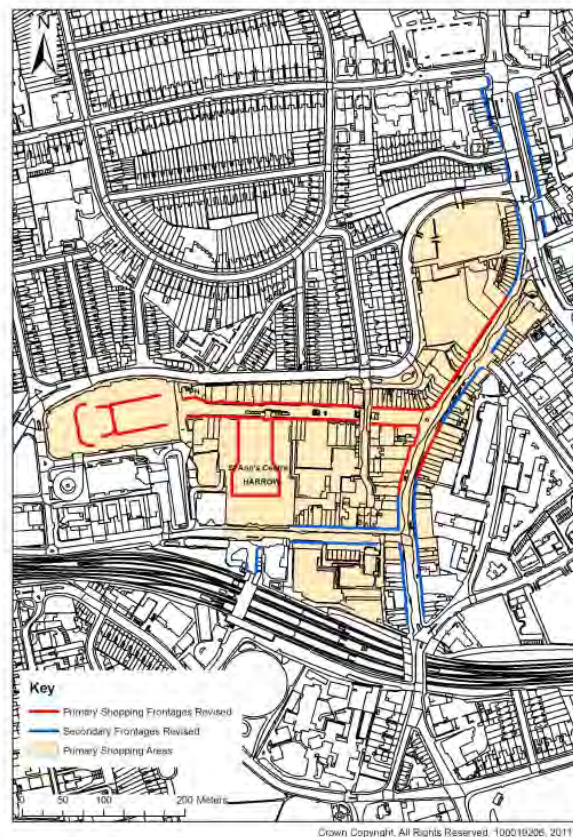 N
St Ann's Centre
HARROW
Key
Primary Shopping Frontages Revised
Secondary Frontages Revised
Primary Shopping Areas
0 50 100 200 Meters
Crown Copyright. All Rights Reserved. 100019206, 2011